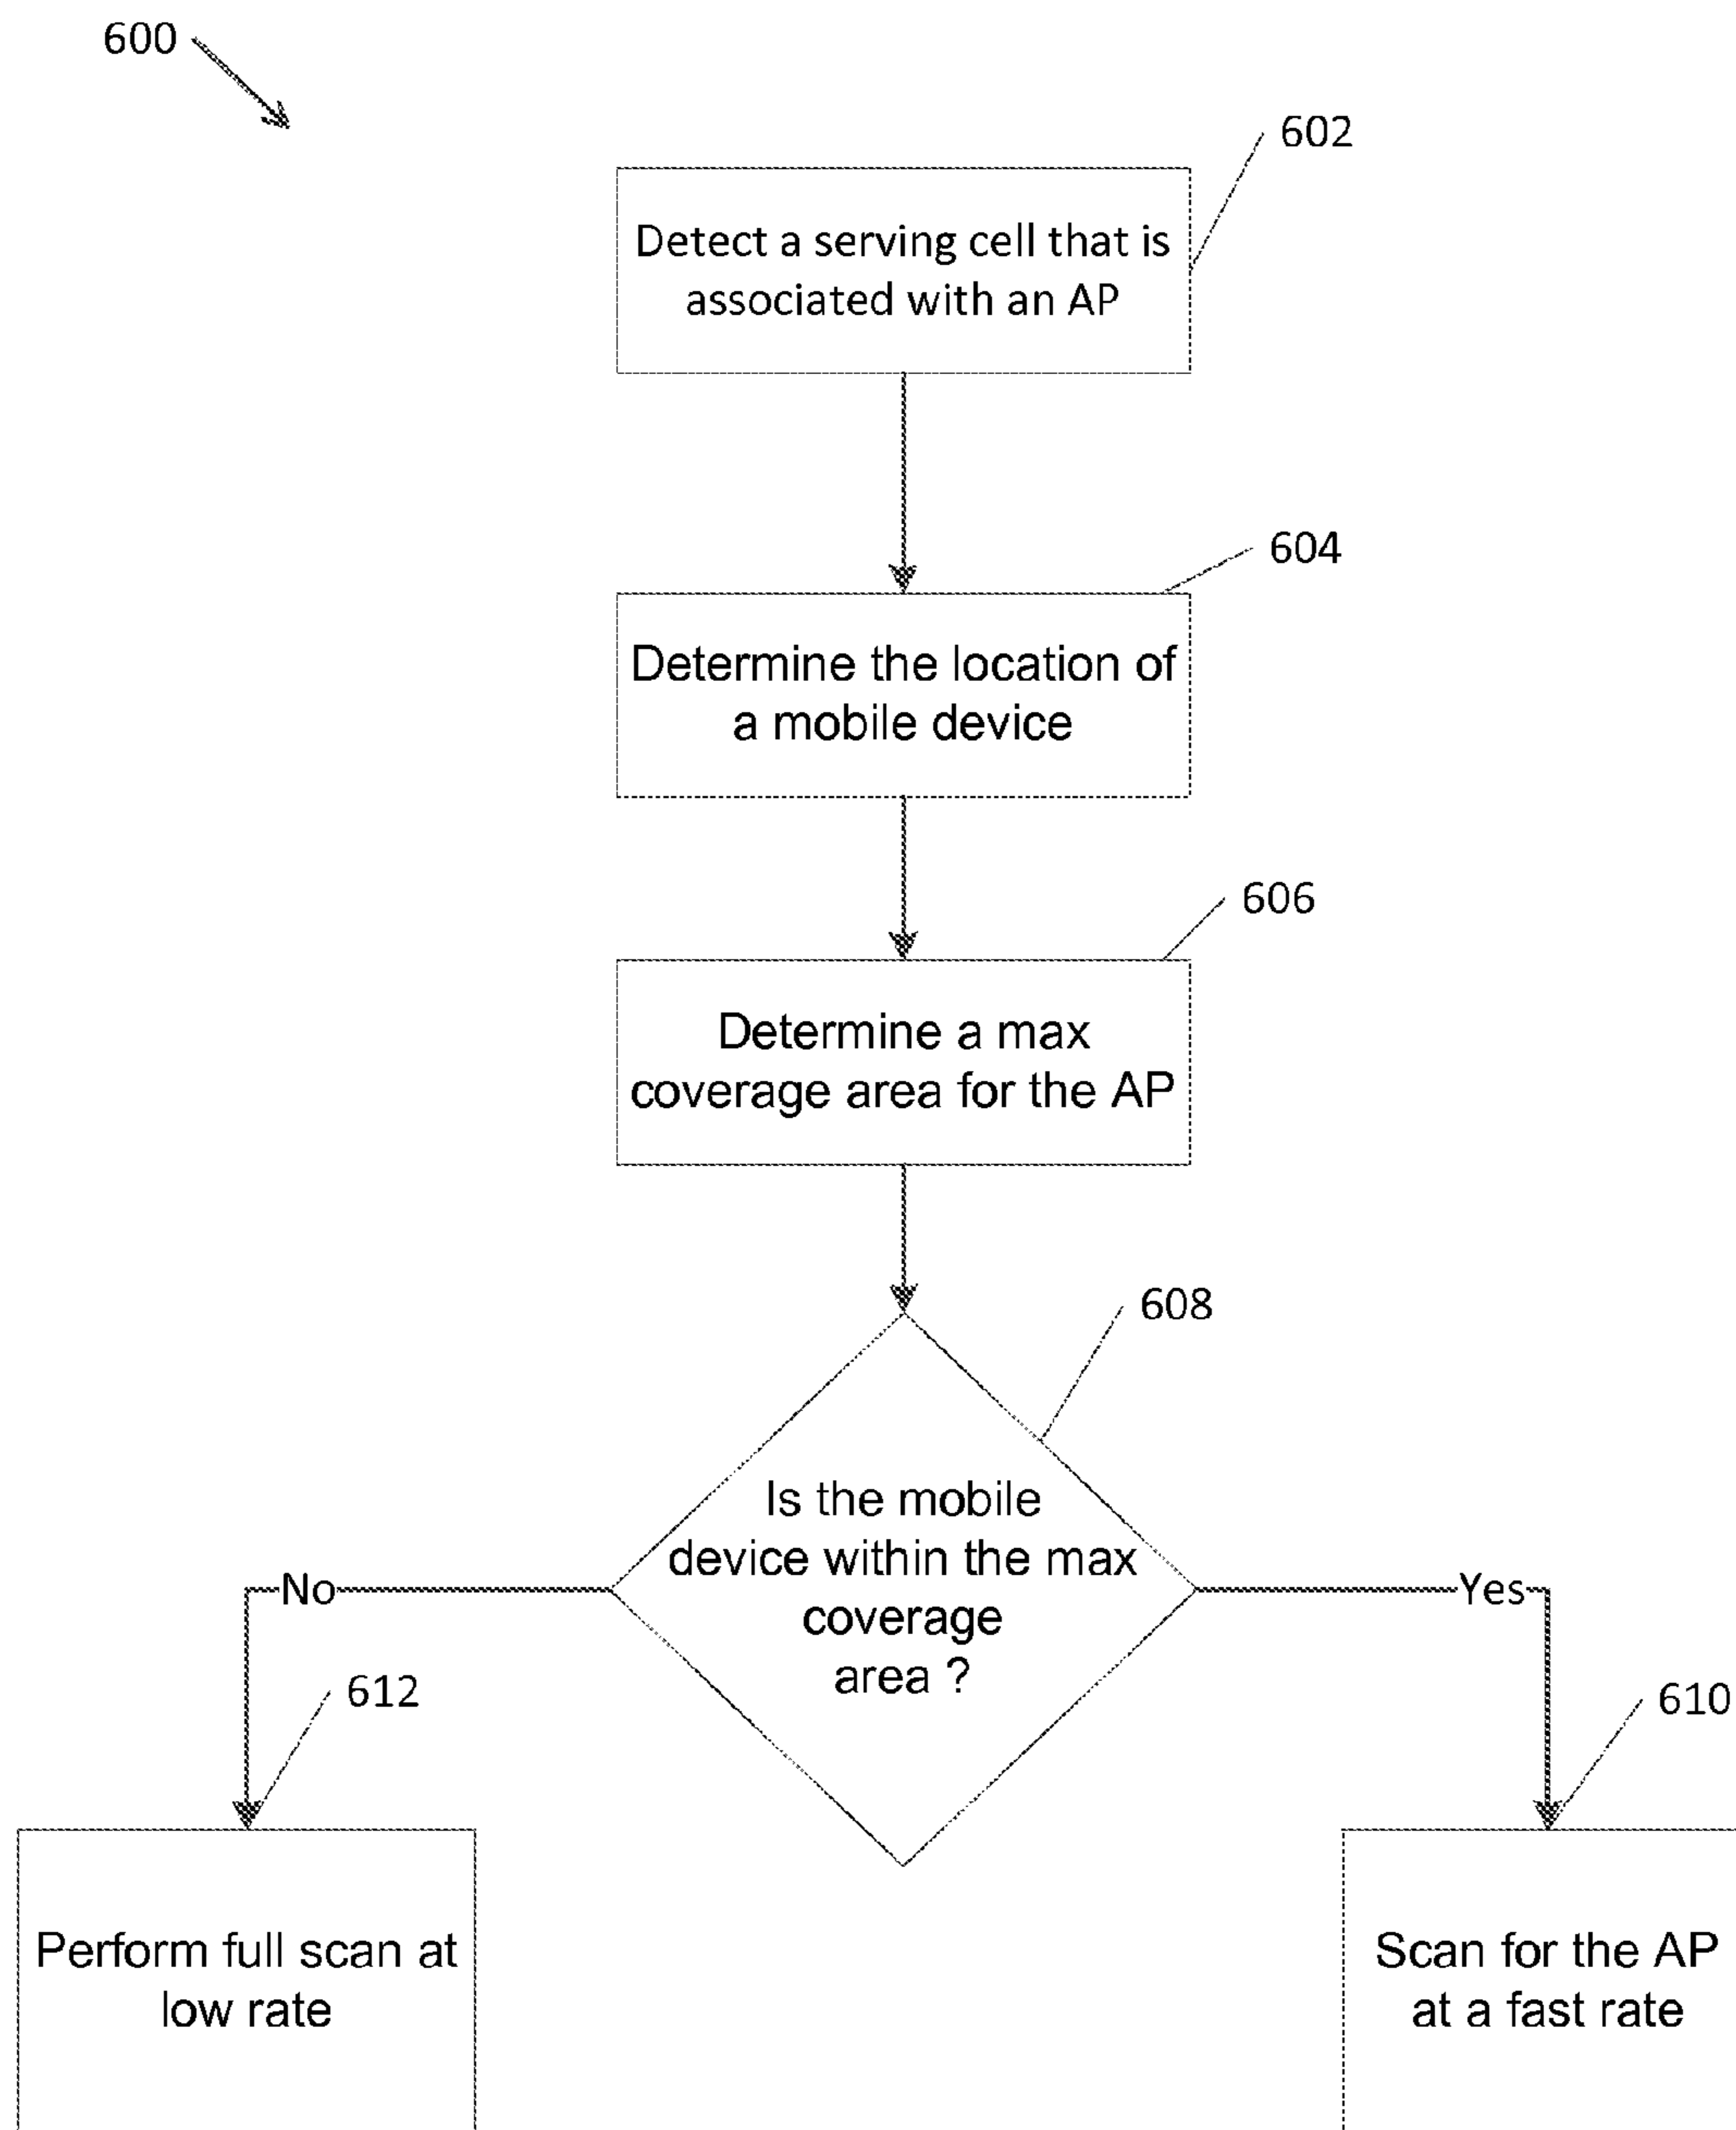 600
602
Detect a serving cell that is
associated with an AP
604
Determine the location of
a mobile device
606
Determine a max
coverage area for the AP
608
Is the mobile
device within the max
coverage
area ?
No
Yes
612
610
Perform full scan at
low rate
Scan for the AP
at a fast rate